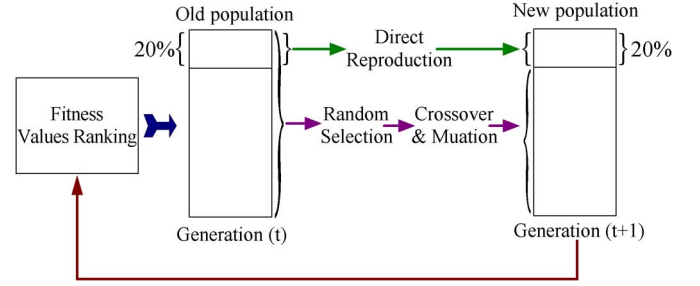 Old population
New population
20%
20%
Direct
Reproduction
Fitness
Values Ranking
Random
Selection
Crossover
& Muation
Generation (t)
Generation (t+1)